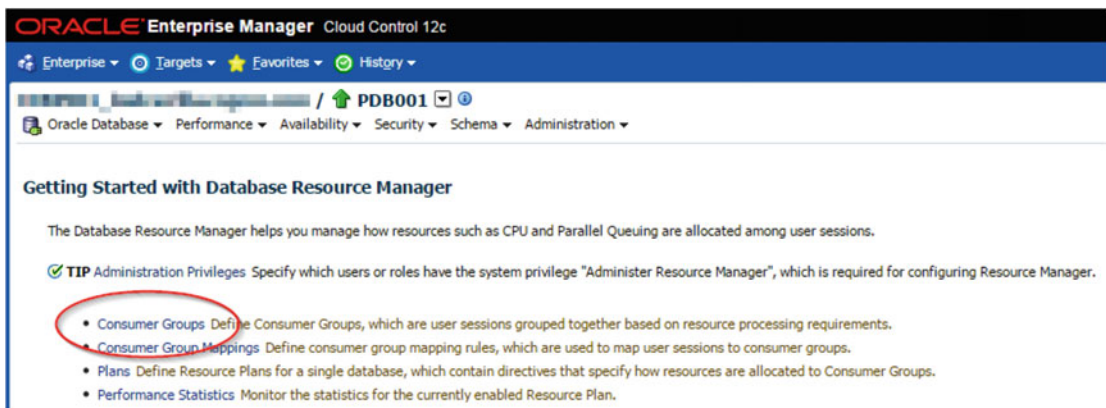 ORACLE Enterprise Manager Cloud Control 12c
Enterprise Targets Favorites History
/ PDB001
Oracle Database Performance Availability Security Schema Administration
Getting Started with Database Resource Manager
The Database Resource Manager helps you manage how resources such as CPU and Parallel Queuing are allocated among user sessions.
TIP Administration Privileges Specify which users or roles have the system privilege "Administer Resource Manager", which is required for configuring Resource Manager.
• Consumer Groups Define Consumer Groups, which are user sessions grouped together based on resource processing requirements.
• Consumer Group Mappings Define consumer group mapping rules, which are used to map user sessions to consumer groups.
• Plans Define Resource Plans for a single database, which contain directives that specify how resources are allocated to Consumer Groups.
• Performance Statistics Monitor the statistics for the currently enabled Resource Plan.